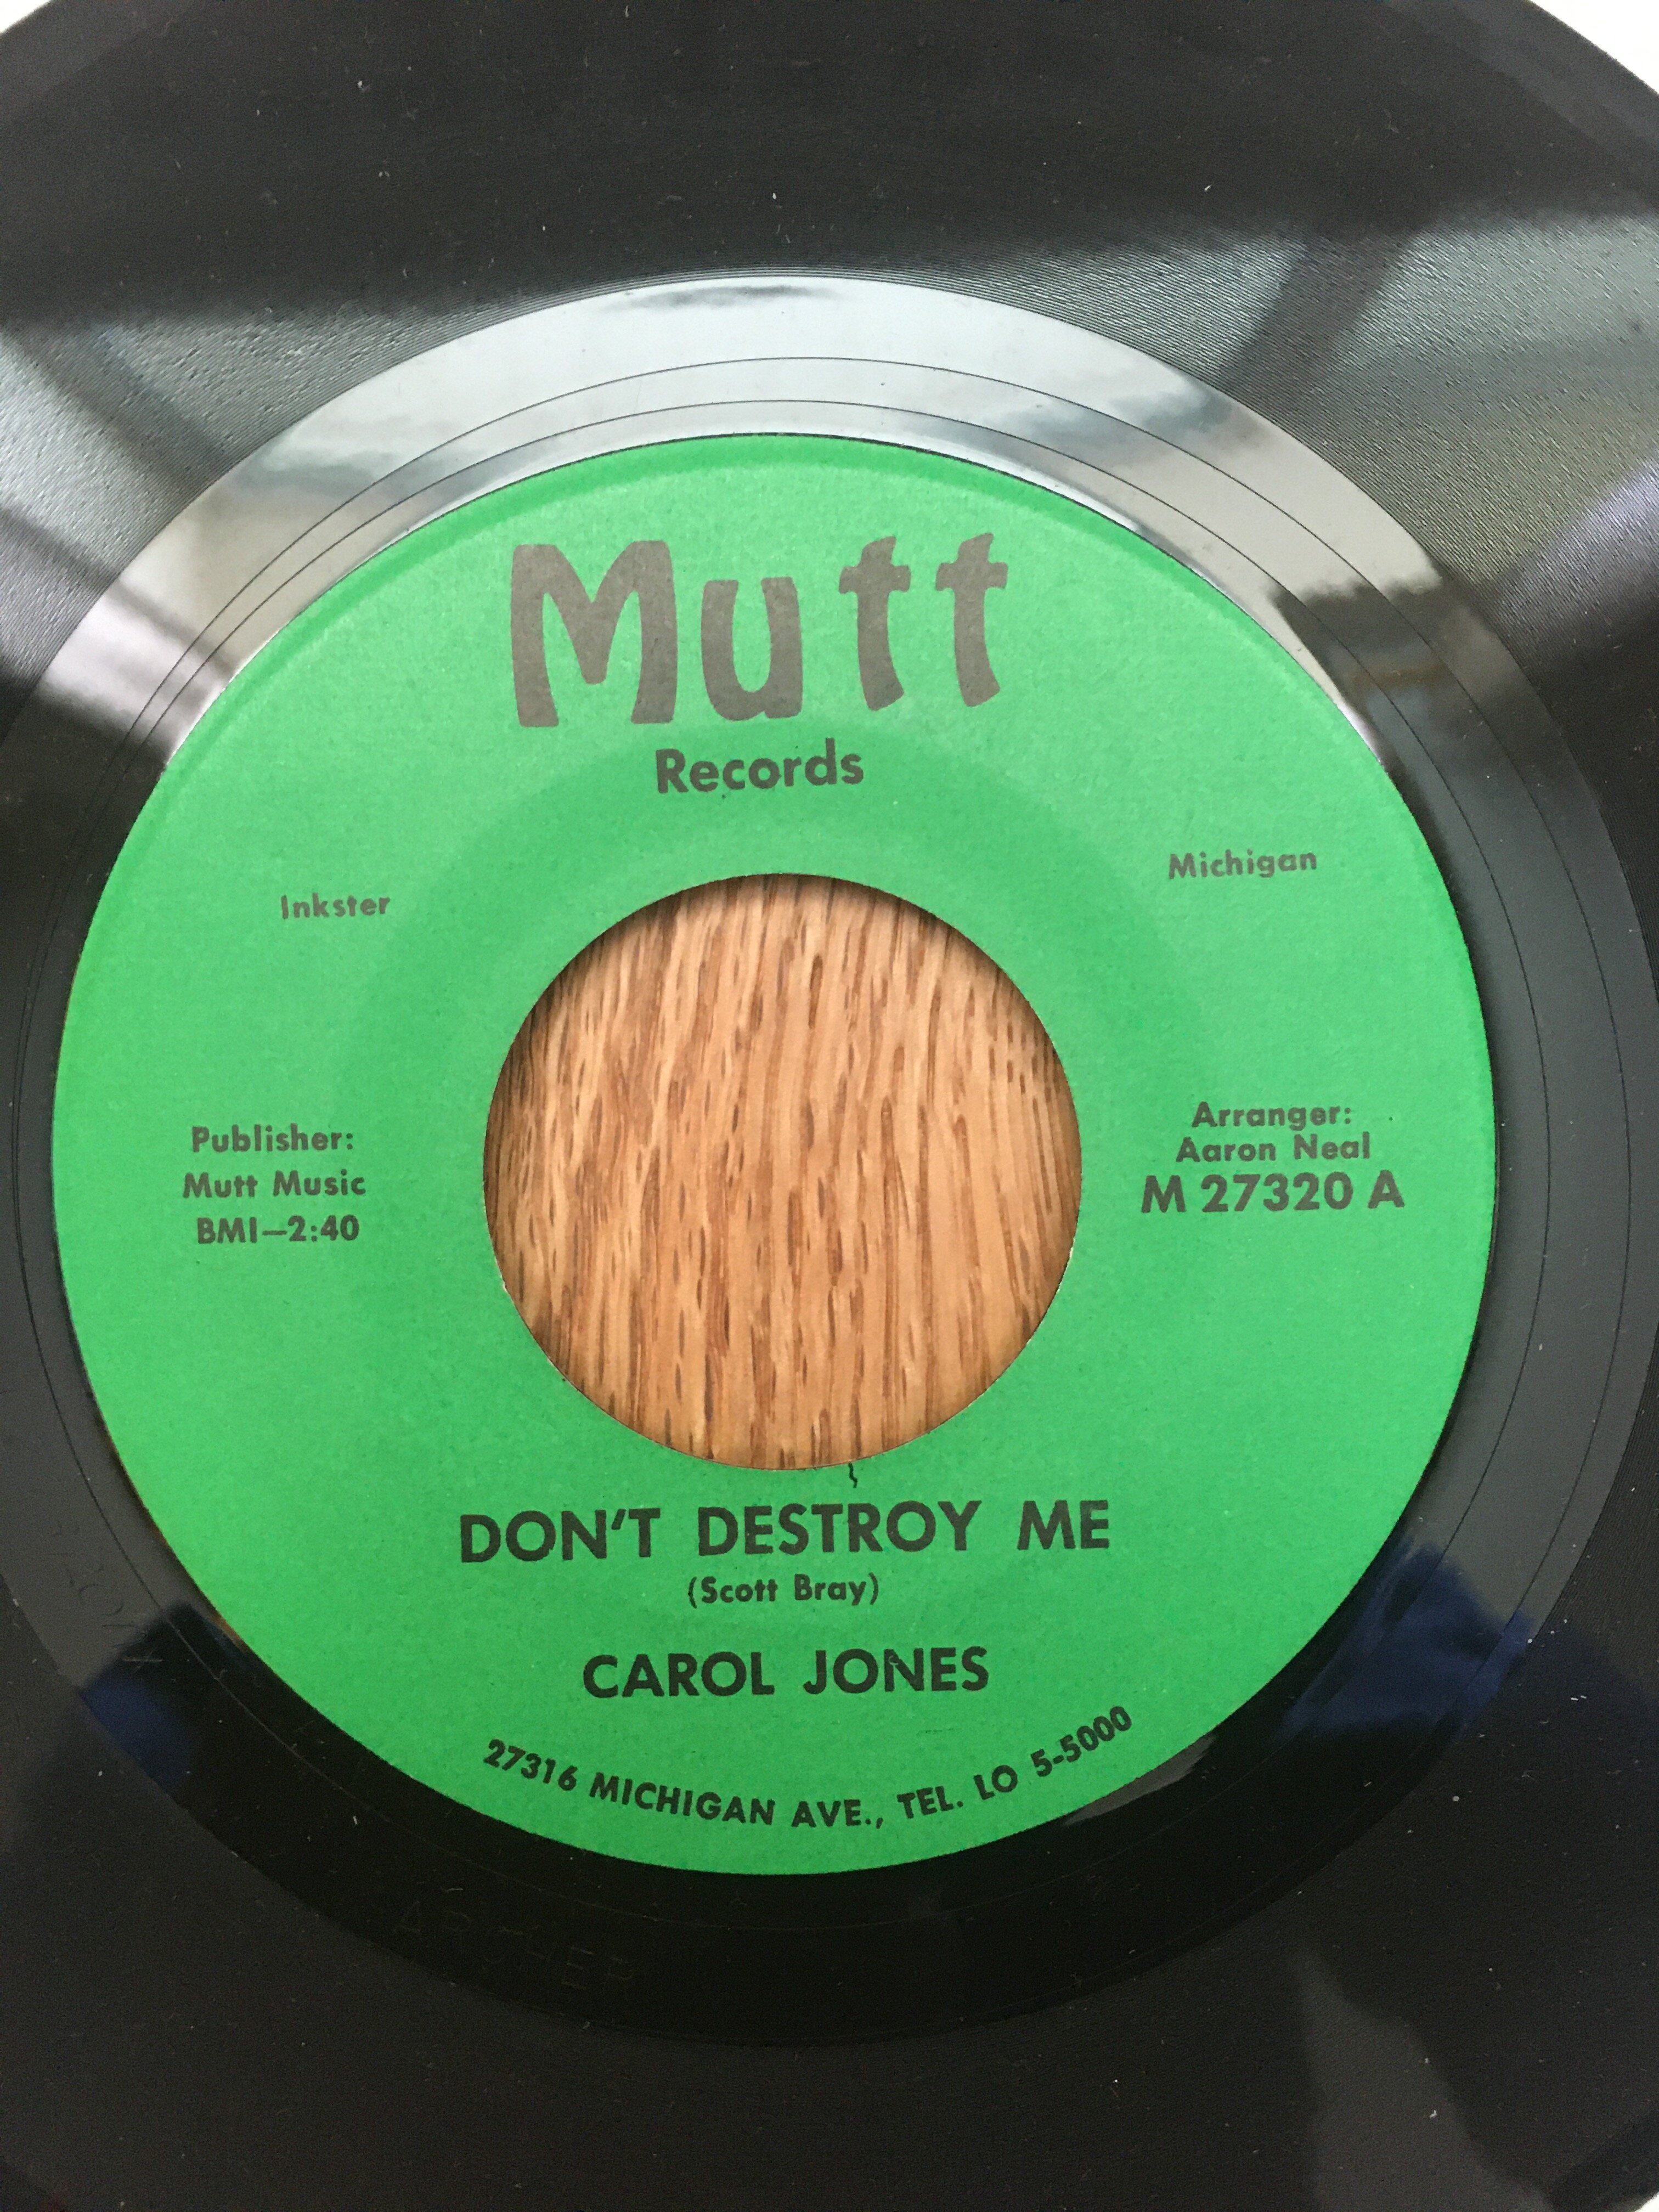 Mutt
Records
Inkster
Michigan
Publisher:
Mutt Music
BMI—2:40
Arranger:
Aaron Neal
M 27320 A
DON'T DESTROY ME
(Scott Bray)
CAROL JONES
27316 MICHIGAN AVE., TEL. LO 5-5000
ARCHER